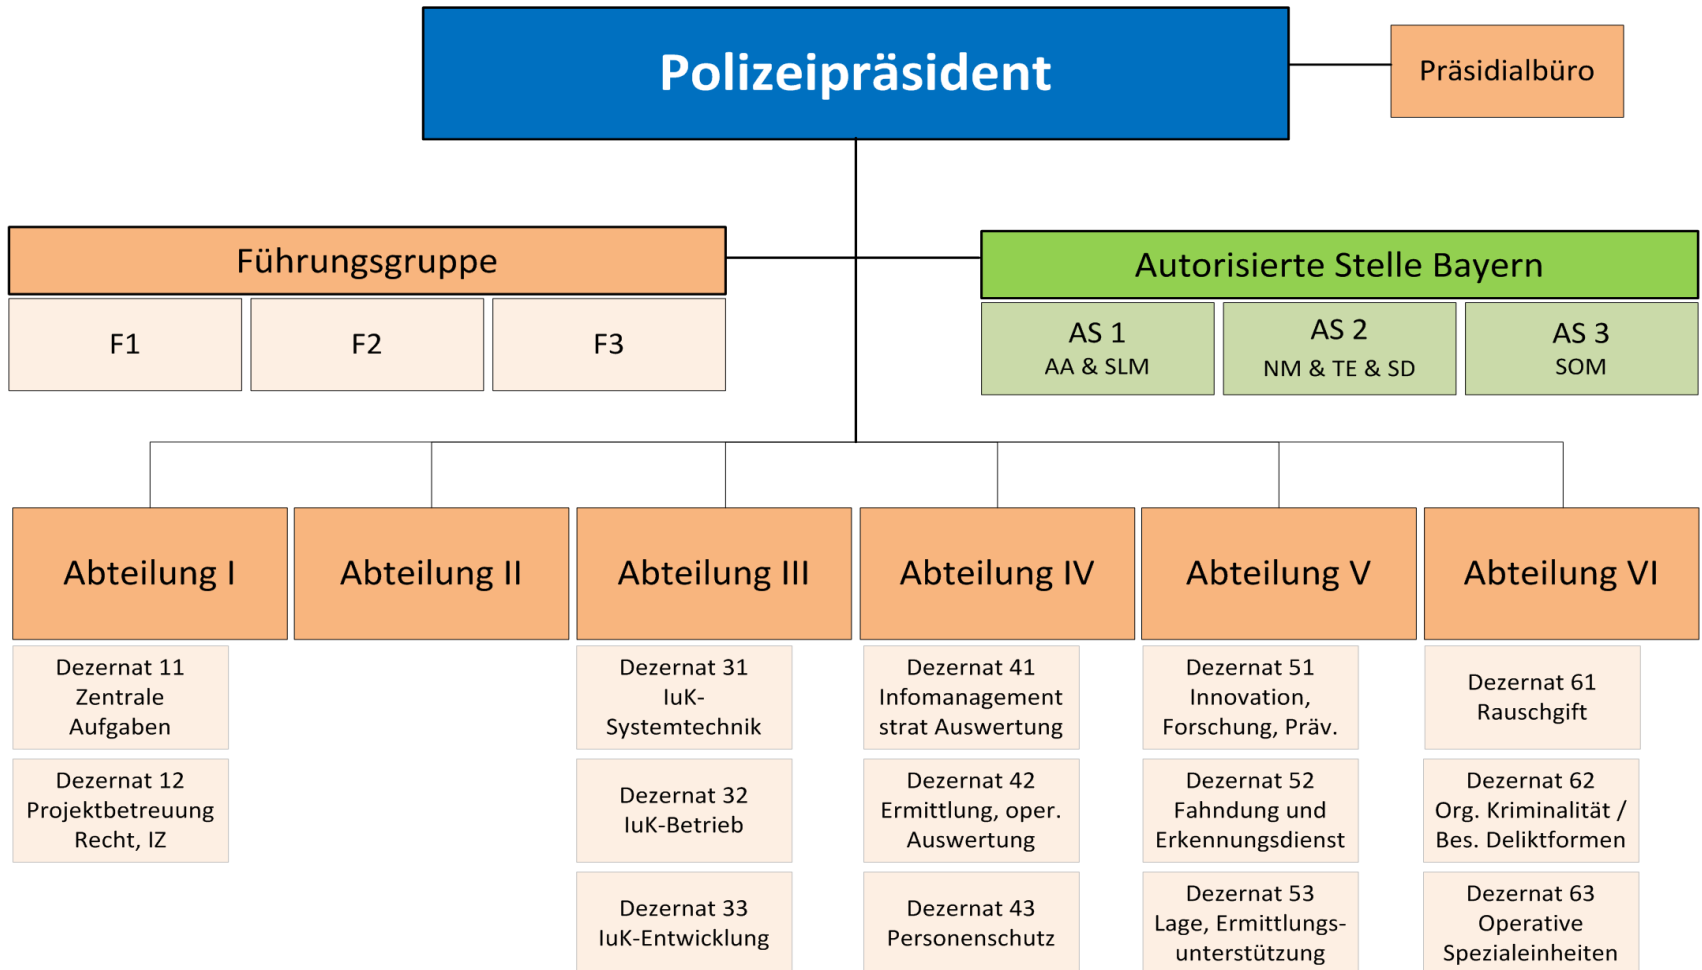 Polizeipräsident
Präsidialbüro
Führungsgruppe
F1
F2
F3
Autorisierte Stelle Bayern
AS 1
AA & SLM
AS 2
NM & TE & SD
AS 3
SOM
Abteilung I
Abteilung II
Abteilung III
Abteilung IV
Abteilung V
Abteilung VI
Dezernat 11
Zentrale
Aufgaben
Dezernat 12
Projektbetreuung
Recht, IZ
Dezernat 31
IuK-
Systemtechnik
Dezernat 32
IuK-Betrieb
Dezernat 33
IuK-Entwicklung
Dezernat 41
Infomanagement
strat Auswertung
Dezernat 42
Ermittlung, oper.
Auswertung
Dezernat 43
Personenschutz
Dezernat 51
Innovation,
Forschung, Präv.
Dezernat 52
Fahndung und
Erkennungsdienst
Dezernat 53
Lage, Ermittlungs-
unterstützung
Dezernat 61
Rauschgift
Dezernat 62
Org. Kriminalität /
Bes. Deliktformen
Dezernat 63
Operative
Spezialeinheiten